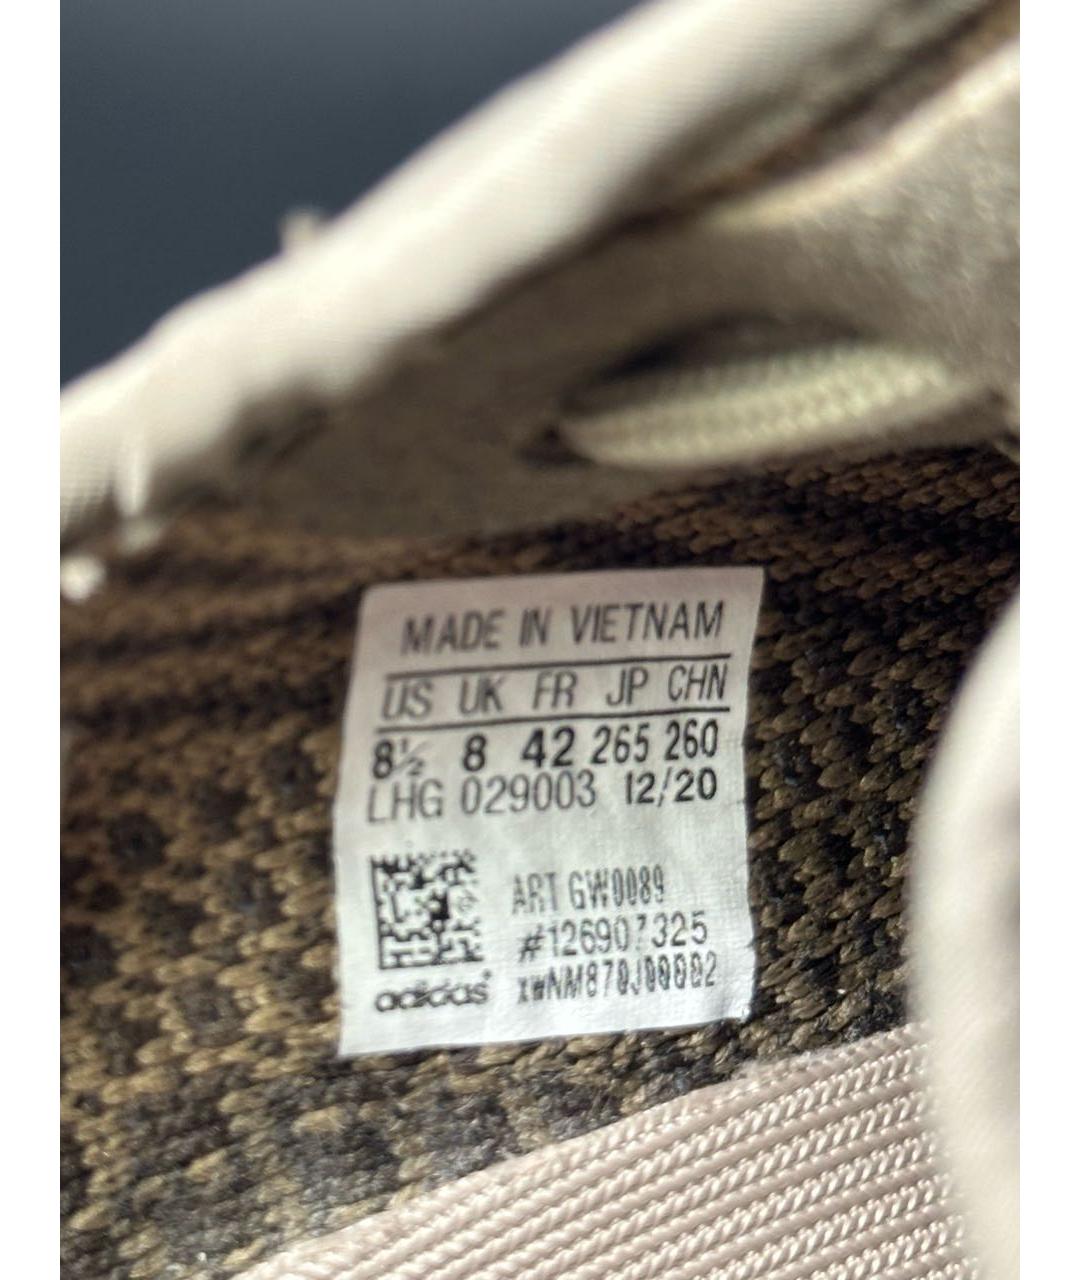 MADE IN VIETNAM
US UK FR JP CHN
8½ 8 42 265 260
LHG 029003 12/20
ART GW0089
#126907325
adidas